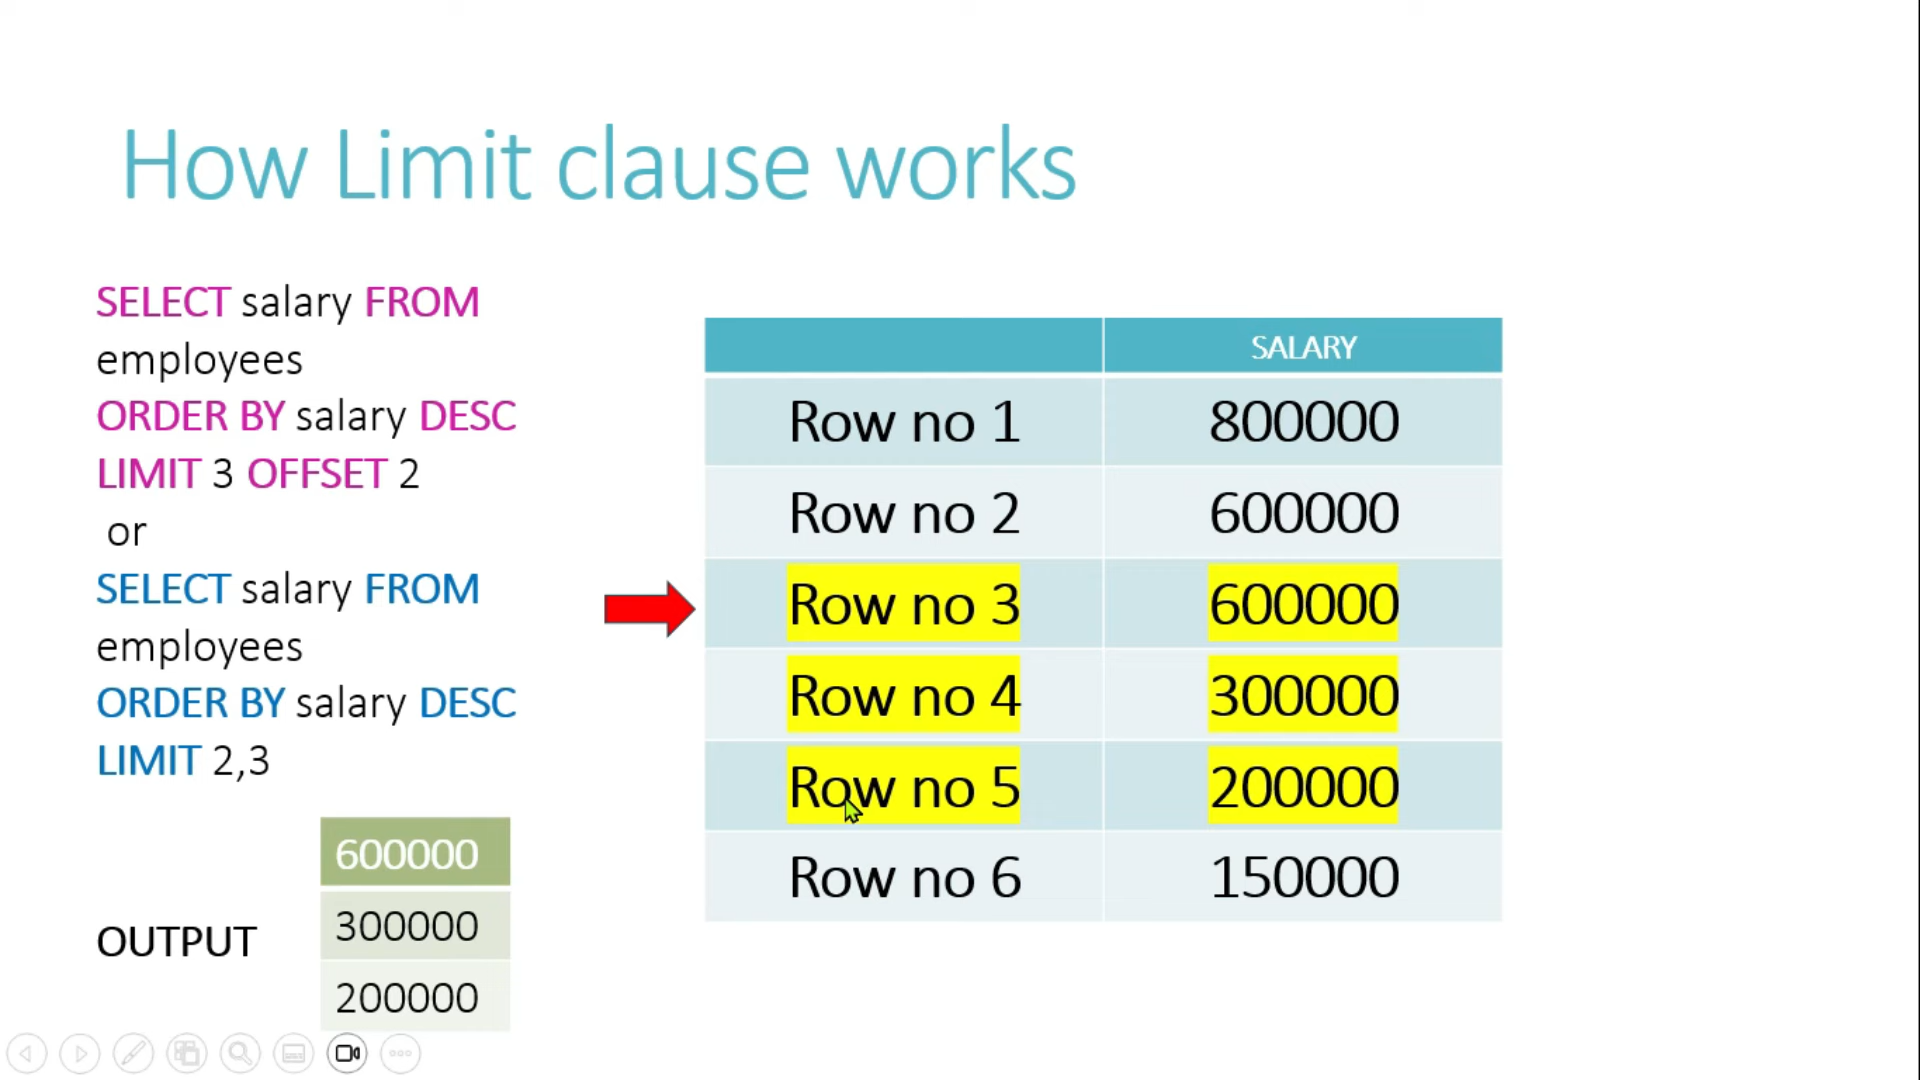 How Limit clause works
SELECT salary FROM
employees
ORDER BY salary DESC
LIMIT 3 OFFSET 2
or
SELECT salary FROM
employees
ORDER BY salary DESC
LIMIT 2,3
OUTPUT
600000
300000
200000
SALARY
Row no 1 800000
Row no 2 600000
Row no 3 600000
Row no 4 300000
Row no 5 200000
Row no 6 150000